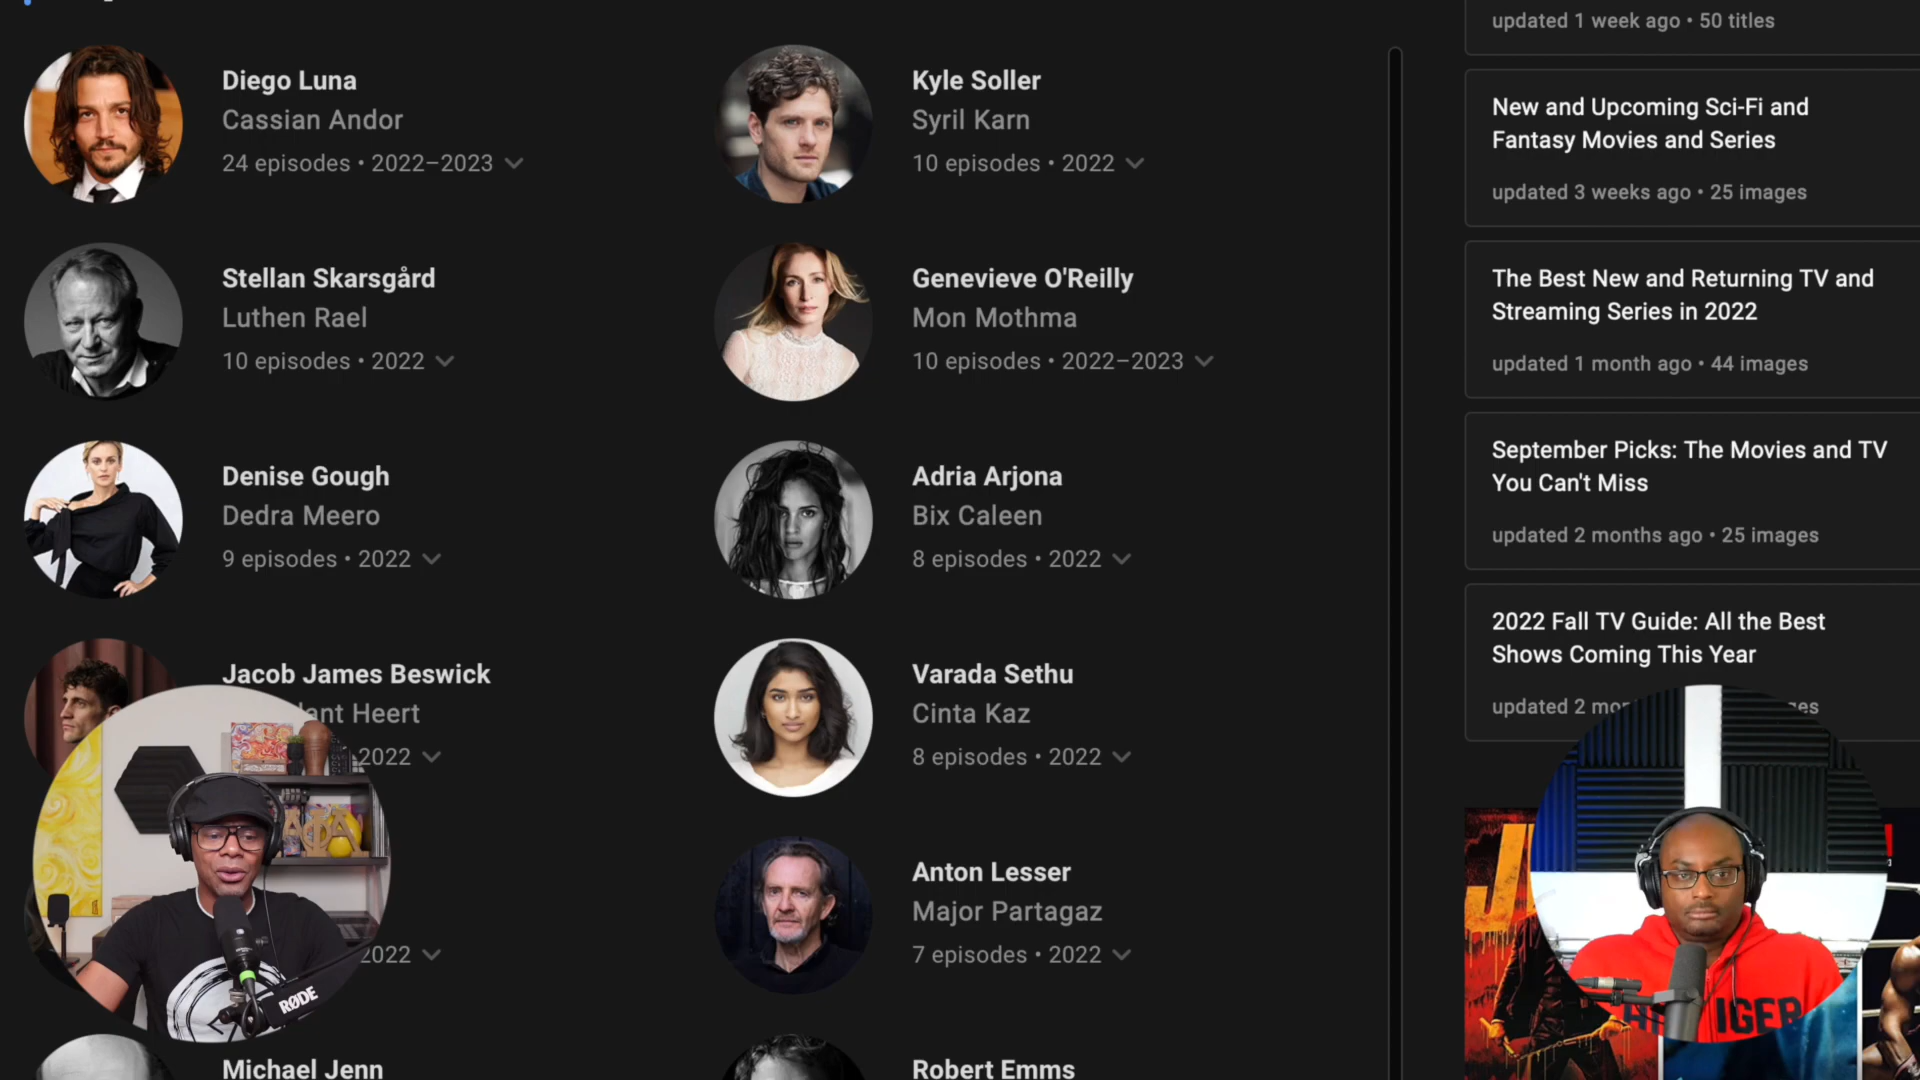 Diego Luna
Cassian Andor
24 episodes • 2022–2023
Kyle Soller
Syril Karn
10 episodes • 2022
Stellan Skarsgård
Luthen Rael
10 episodes • 2022
Genevieve O'Reilly
Mon Mothma
10 episodes • 2022–2023
Denise Gough
Dedra Meero
9 episodes • 2022
Adria Arjona
Bix Caleen
8 episodes • 2022
Jacob James Beswick
ant Heert
2022
Varada Sethu
Cinta Kaz
8 episodes • 2022
2022
Anton Lesser
Major Partagaz
7 episodes • 2022
Michael Jenn
Robert Emms
updated 1 week ago • 50 titles
New and Upcoming Sci-Fi and
Fantasy Movies and Series
updated 3 weeks ago • 25 images
The Best New and Returning TV and
Streaming Series in 2022
updated 1 month ago • 44 images
September Picks: The Movies and TV
You Can't Miss
updated 2 months ago • 25 images
2022 Fall TV Guide: All the Best
Shows Coming This Year
updated 2 mo
es
RØDE
IGER